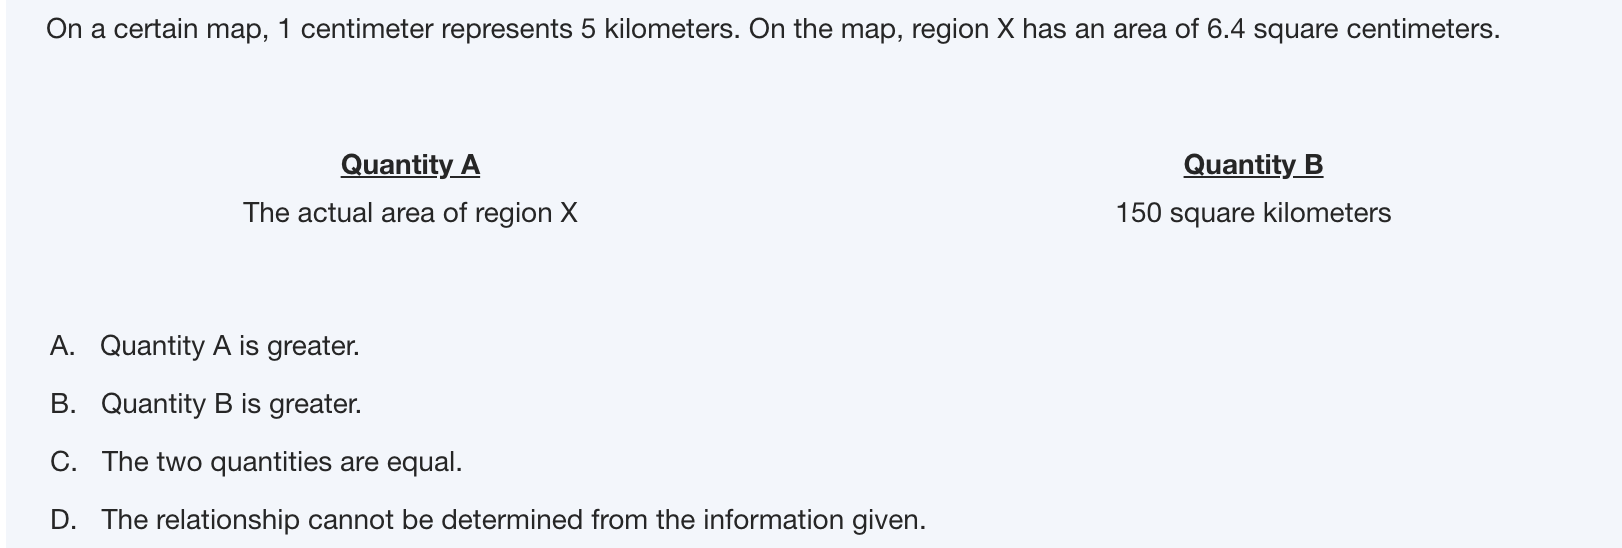 On a certain map, 1 centimeter represents 5 kilometers. On the map, region X has an area of 6.4 square centimeters.
Quantity A
The actual area of region X
Quantity B
150 square kilometers
A. Quantity A is greater.
B. Quantity B is greater.
C. The two quantities are equal.
D. The relationship cannot be determined from the information given.